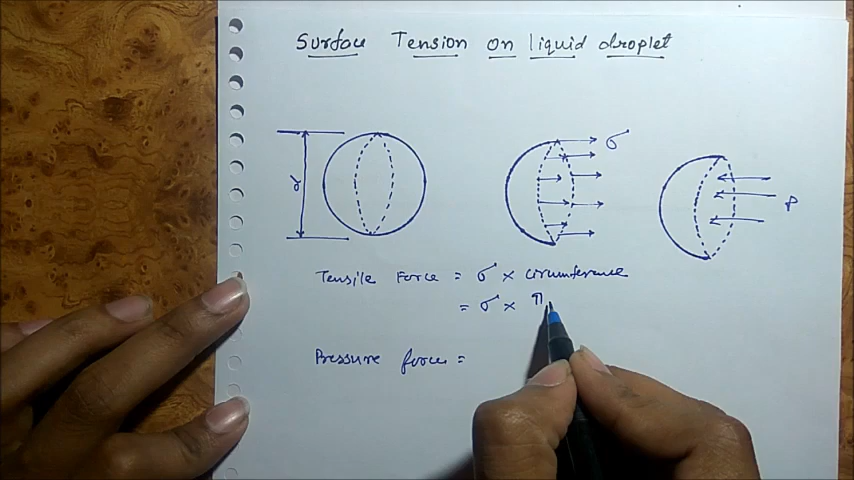 Surface Tension on liquid droplet
d
σ
P
Tensile Force = σ × circumference
= σ × π
Pressure force =